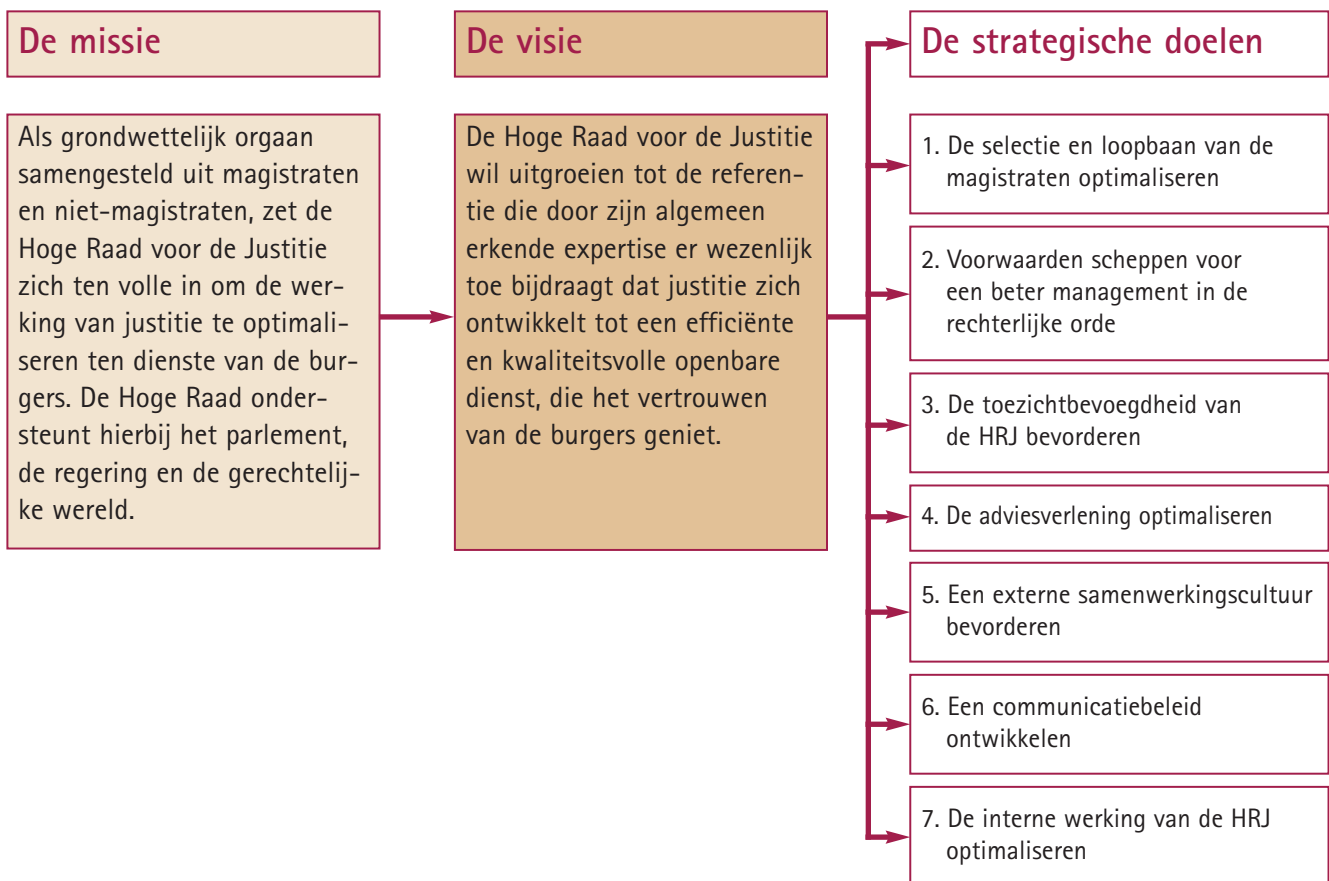 De missie
Als grondwettelijk orgaan
samengesteld uit magistraten
en niet-magistraten, zet de
Hoge Raad voor de Justitie
zich ten volle in om de wer-
king van justitie te optimali-
seren ten dienste van de bur-
gers. De Hoge Raad onder-
steunt hierbij het parlement,
de regering en de gerechtelij-
ke wereld.
De visie
De Hoge Raad voor de Justitie
wil uitgroeien tot de referen-
tie die door zijn algemeen
erkende expertise er wezenlijk
toe bijdraagt dat justitie zich
ontwikkelt tot een efficiënte
en kwaliteitsvolle openbare
dienst, die het vertrouwen
van de burgers geniet.
De strategische doelen
1. De selectie en loopbaan van de
magistraten optimaliseren
2. Voorwaarden scheppen voor
een beter management in de
rechterlijke orde
3. De toezichtbevoegdheid van
de HRJ bevorderen
4. De adviesverlening optimaliseren
5. Een externe samenwerkingscultuur
bevorderen
6. Een communicatiebeleid
ontwikkelen
7. De interne werking van de HRJ
optimaliseren